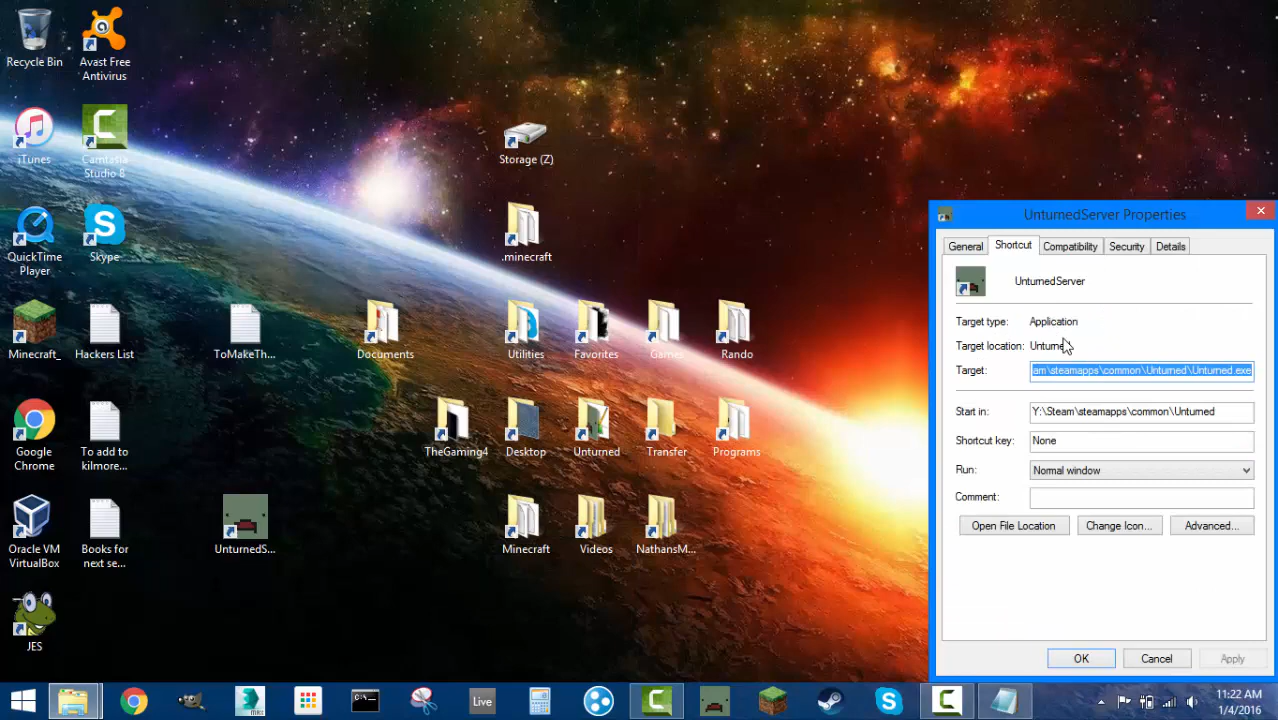 Recycle Bin
Avast Free
Antivirus
iTunes
Camtasia
Studio 8
Storage (Z)
QuickTime
Player
Skype
.minecraft
Minecraft_
Hackers List
ToMakeTh...
Documents
Utilities
Favorites
Games
Rando
Google
Chrome
To add to
kilmore...
TheGaming4
Desktop
Unturned
Transfer
Programs
Oracle VM
VirtualBox
Books for
next se...
UnturnedS...
Minecraft
Videos
NathansM...
JES
UnturnedServer Properties
General
Shortcut
Compatibility
Security
Details
UnturnedServer
Target type: Application
Target location: Unturned
Target: am\steamapps\common\Unturned\Unturned.exe
Start in: Y:\Steam\steamapps\common\Unturned
Shortcut key: None
Run: Normal window
Comment:
Open File Location
Change Icon...
Advanced...
OK
Cancel
Apply
MAX
C:\_
Live
11:22 AM
1/4/2016